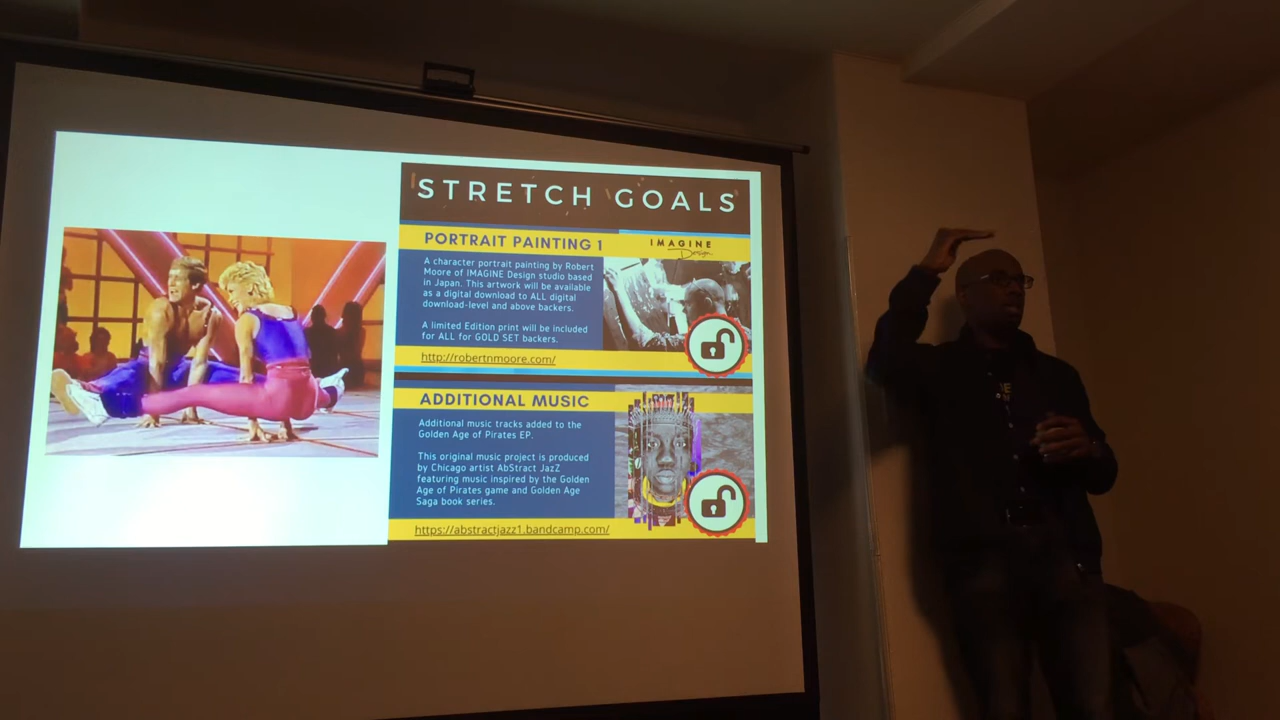 STRETCH GOALS
PORTRAIT PAINTING 1
IMAGINE
Design
A character portrait painting by Robert
Moore of IMAGINE Design studio based
in Japan. This artwork will be available
as a digital download to ALL digital
download-level and above backers.
A limited Edition print will be included
for ALL for GOLD SET backers.
http://robertnmoore.com/
ADDITIONAL MUSIC
Additional music tracks added to the
Golden Age of Pirates EP.
This original music project is produced
by Chicago artist AbStract JazZ
featuring music inspired by the Golden
Age of Pirates game and Golden Age
Saga book series.
https://abstractjazz1.bandcamp.com/